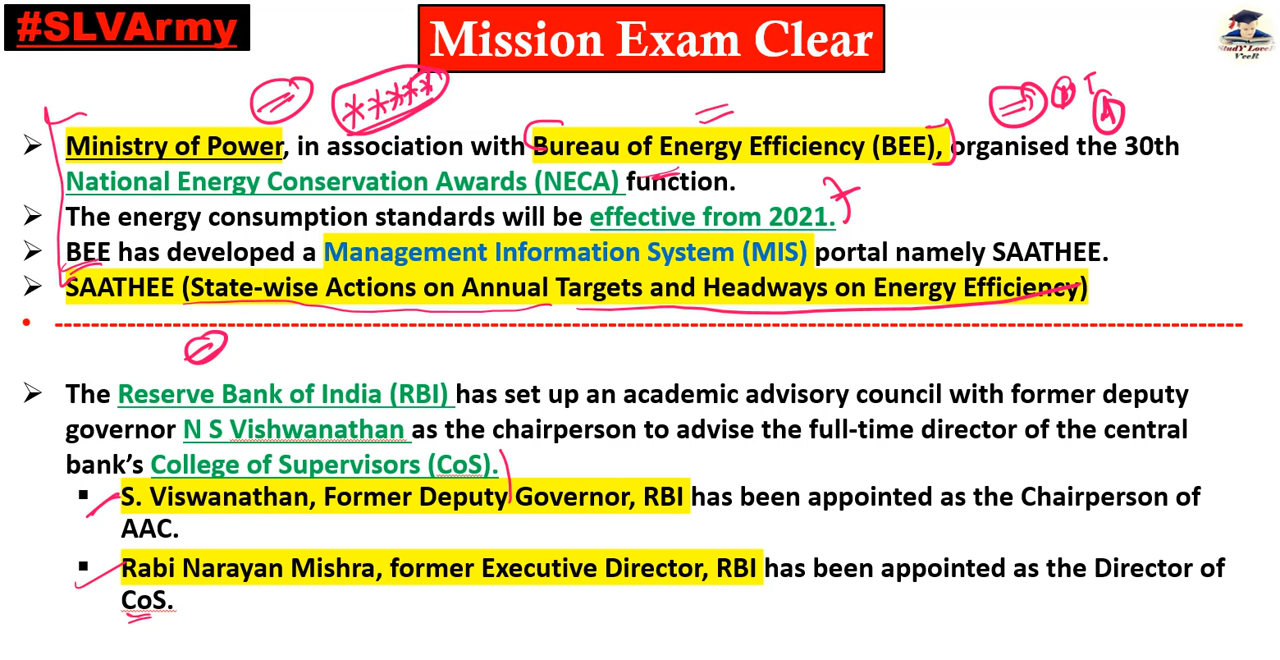 #SLVArmy
Mission Exam Clear
StudY LoveR
VeeR
➢ Ministry of Power, in association with Bureau of Energy Efficiency (BEE), organised the 30th
National Energy Conservation Awards (NECA) function.
➢ The energy consumption standards will be effective from 2021.
➢ BEE has developed a Management Information System (MIS) portal namely SAATHEE.
➢ SAATHEE (State-wise Actions on Annual Targets and Headways on Energy Efficiency)
➢ The Reserve Bank of India (RBI) has set up an academic advisory council with former deputy
governor N S Vishwanathan as the chairperson to advise the full-time director of the central
bank’s College of Supervisors (CoS).
▪ S. Viswanathan, Former Deputy Governor, RBI has been appointed as the Chairperson of
AAC.
▪ Rabi Narayan Mishra, former Executive Director, RBI has been appointed as the Director of
CoS.